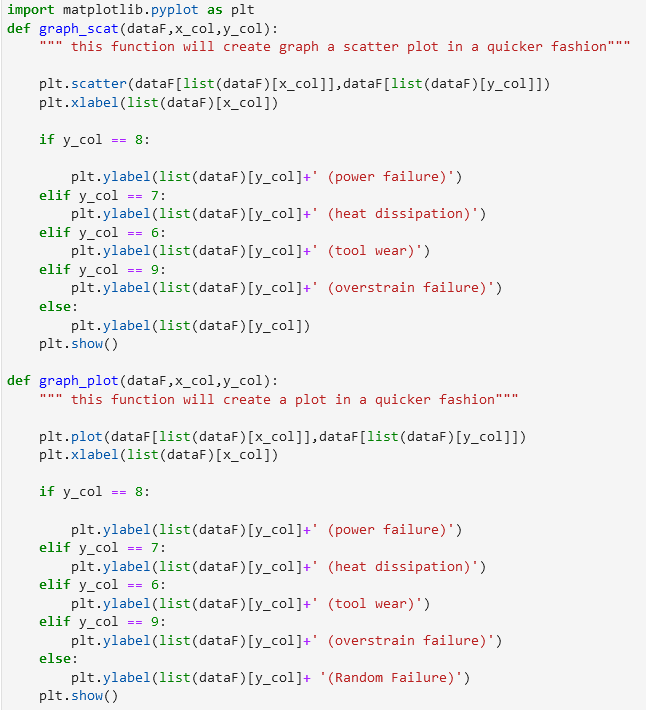 import matplotlib.pyplot as plt
def graph_scat(dataF,x_col,y_col):
    """ this function will create graph a scatter plot in a quicker fashion"""
    plt.scatter(dataF[list(dataF)[x_col]],dataF[list(dataF)[y_col]])
    plt.xlabel(list(dataF)[x_col])
    if y_col == 8:
        plt.ylabel(list(dataF)[y_col]+' (power failure)')
    elif y_col == 7:
        plt.ylabel(list(dataF)[y_col]+' (heat dissipation)')
    elif y_col == 6:
        plt.ylabel(list(dataF)[y_col]+' (tool wear)')
    elif y_col == 9:
        plt.ylabel(list(dataF)[y_col]+' (overstrain failure)')
    else:
        plt.ylabel(list(dataF)[y_col])
    plt.show()
def graph_plot(dataF,x_col,y_col):
    """ this function will create a plot in a quicker fashion"""
    plt.plot(dataF[list(dataF)[x_col]],dataF[list(dataF)[y_col]])
    plt.xlabel(list(dataF)[x_col])
    if y_col == 8:
        plt.ylabel(list(dataF)[y_col]+' (power failure)')
    elif y_col == 7:
        plt.ylabel(list(dataF)[y_col]+' (heat dissipation)')
    elif y_col == 6:
        plt.ylabel(list(dataF)[y_col]+' (tool wear)')
    elif y_col == 9:
        plt.ylabel(list(dataF)[y_col]+' (overstrain failure)')
    else:
        plt.ylabel(list(dataF)[y_col]+ '(Random Failure)')
    plt.show()